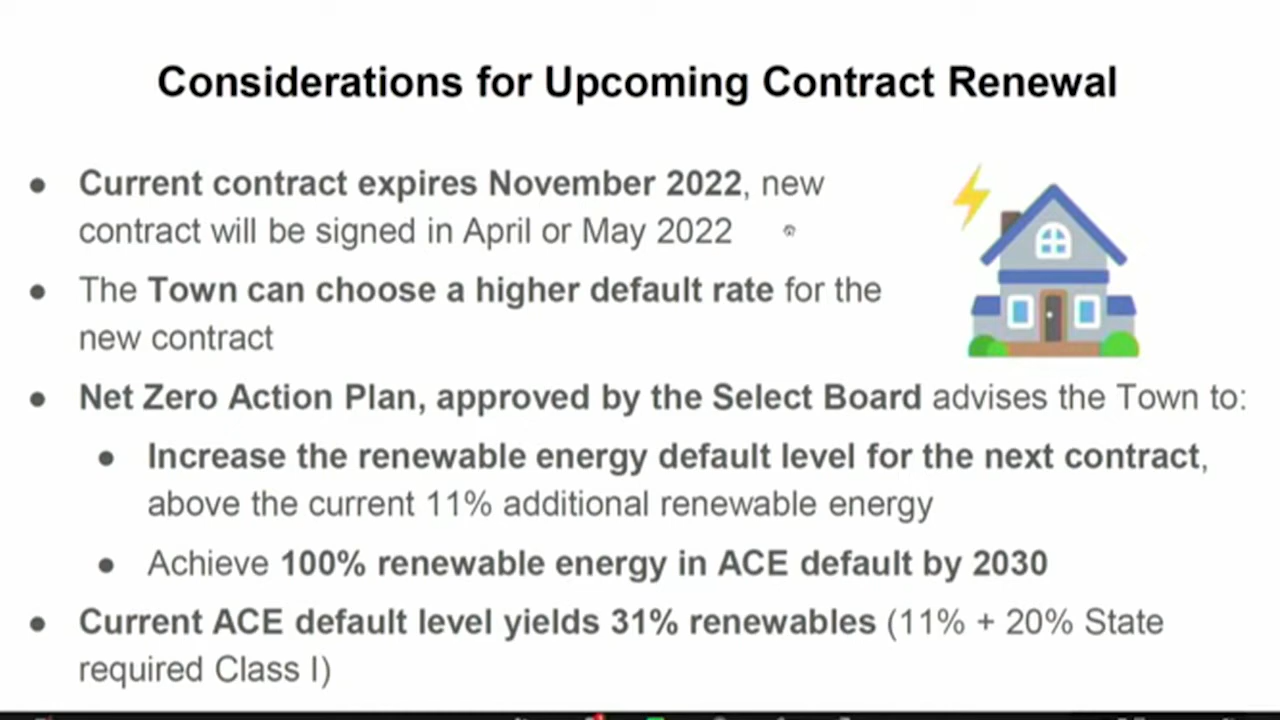 Considerations for Upcoming Contract Renewal
● Current contract expires November 2022, new
contract will be signed in April or May 2022
● The Town can choose a higher default rate for the
new contract
● Net Zero Action Plan, approved by the Select Board advises the Town to:
● Increase the renewable energy default level for the next contract,
above the current 11% additional renewable energy
● Achieve 100% renewable energy in ACE default by 2030
● Current ACE default level yields 31% renewables (11% + 20% State
required Class I)